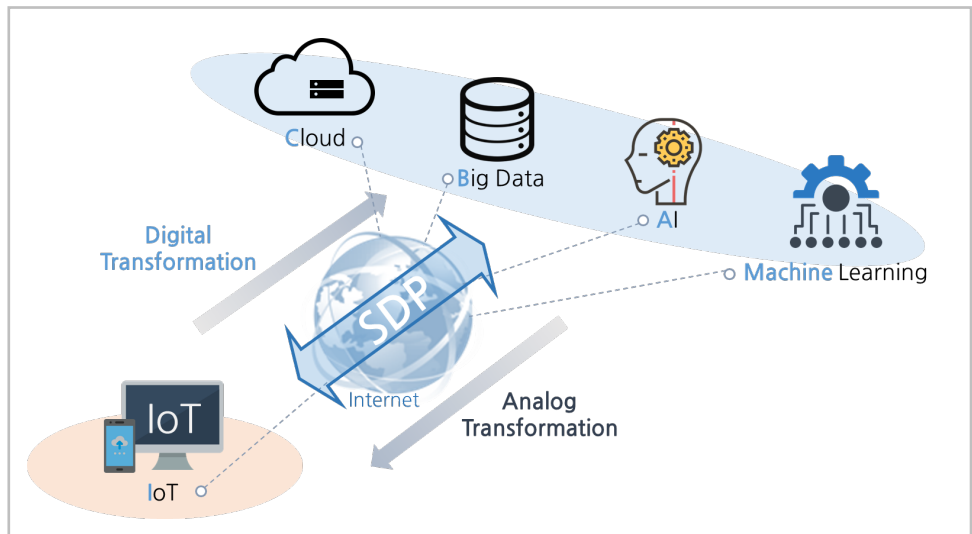 Cloud
Big Data
AI
Machine Learning
Digital
Transformation
SDP
Internet
Analog
Transformation
IoT
IoT